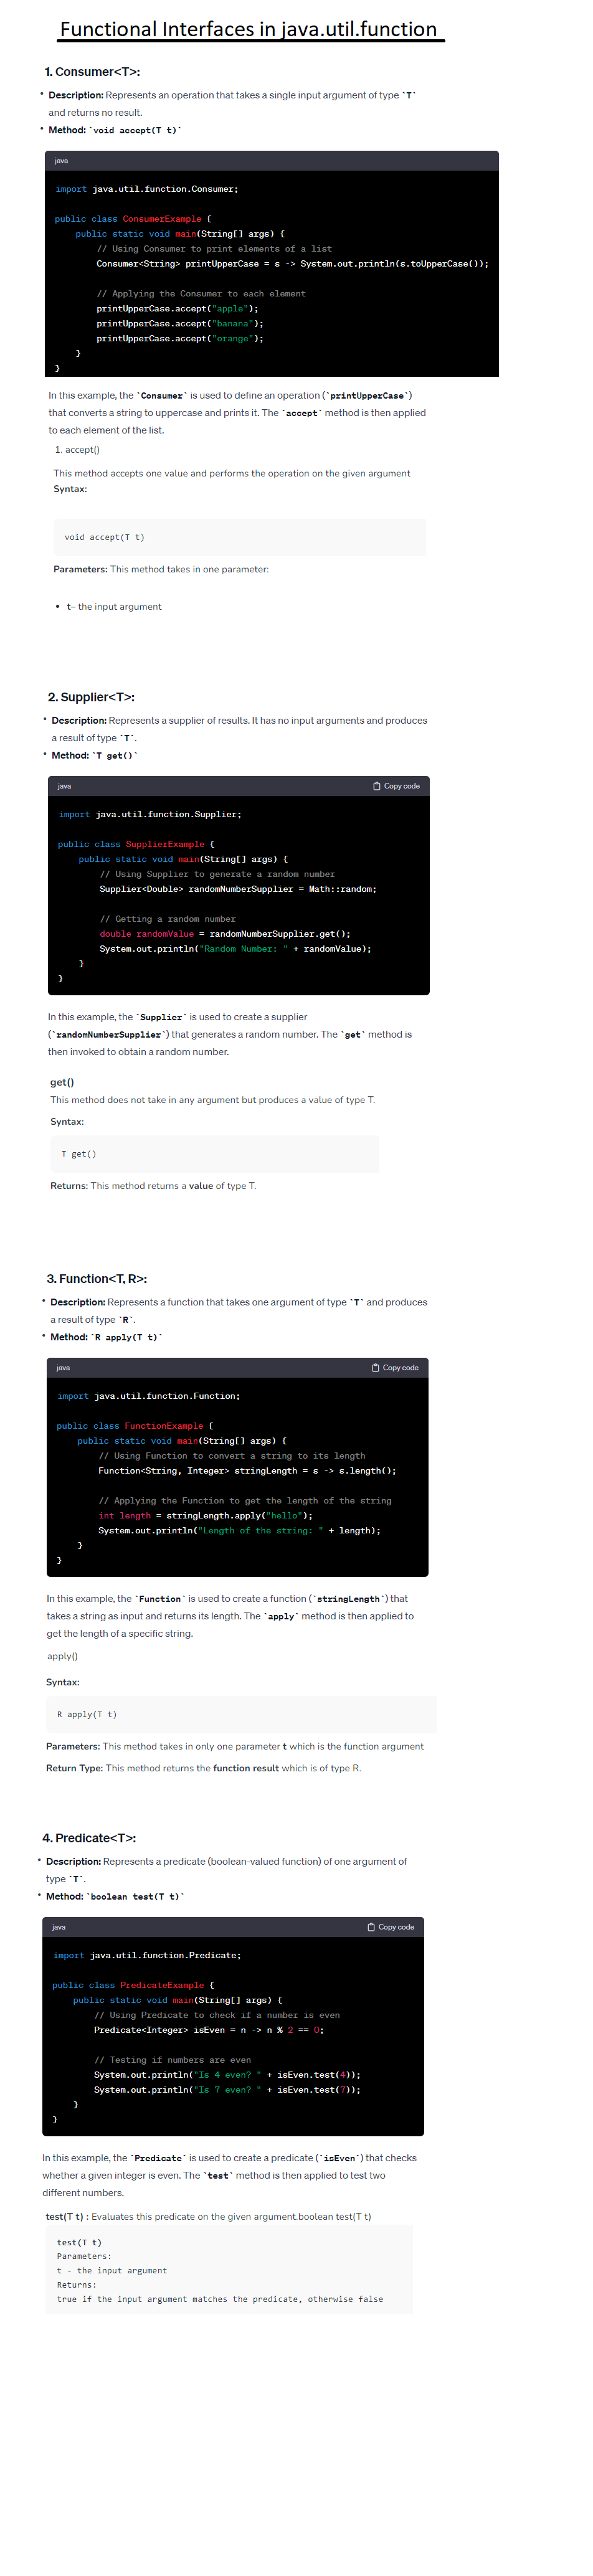 Functional Interfaces in java.util.function
1. Consumer<T>:
• Description: Represents an operation that takes a single input argument of type `T`
and returns no result.
• Method: `void accept(T t)`
java
import java.util.function.Consumer;
public class ConsumerExample {
public static void main(String[] args) {
// Using Consumer to print elements of a list
Consumer<String> printUpperCase = s -> System.out.println(s.toUpperCase());
// Applying the Consumer to each element
printUpperCase.accept("apple");
printUpperCase.accept("banana");
printUpperCase.accept("orange");
}
}
In this example, the `Consumer` is used to define an operation (`printUpperCase`)
that converts a string to uppercase and prints it. The `accept` method is then applied
to each element of the list.
1. accept()
This method accepts one value and performs the operation on the given argument
Syntax:
void accept(T t)
Parameters: This method takes in one parameter:
• t– the input argument
2. Supplier<T>:
• Description: Represents a supplier of results. It has no input arguments and produces
a result of type `T`.
• Method: `T get()`
java Copy code
import java.util.function.Supplier;
public class SupplierExample {
public static void main(String[] args) {
// Using Supplier to generate a random number
Supplier<Double> randomNumberSupplier = Math::random;
// Getting a random number
double randomValue = randomNumberSupplier.get();
System.out.println("Random Number: " + randomValue);
}
}
In this example, the `Supplier` is used to create a supplier
(`randomNumberSupplier`) that generates a random number. The `get` method is
then invoked to obtain a random number.
get()
This method does not take in any argument but produces a value of type T.
Syntax:
T get()
Returns: This method returns a value of type T.
3. Function<T, R>:
• Description: Represents a function that takes one argument of type `T` and produces
a result of type `R`.
• Method: `R apply(T t)`
java Copy code
import java.util.function.Function;
public class FunctionExample {
public static void main(String[] args) {
// Using Function to convert a string to its length
Function<String, Integer> stringLength = s -> s.length();
// Applying the Function to get the length of the string
int length = stringLength.apply("hello");
System.out.println("Length of the string: " + length);
}
}
In this example, the `Function` is used to create a function (`stringLength`) that
takes a string as input and returns its length. The `apply` method is then applied to
get the length of a specific string.
apply()
Syntax:
R apply(T t)
Parameters: This method takes in only one parameter t which is the function argument
Return Type: This method returns the function result which is of type R.
4. Predicate<T>:
• Description: Represents a predicate (boolean-valued function) of one argument of
type `T`.
• Method: `boolean test(T t)`
java Copy code
import java.util.function.Predicate;
public class PredicateExample {
public static void main(String[] args) {
// Using Predicate to check if a number is even
Predicate<Integer> isEven = n -> n % 2 == 0;
// Testing if numbers are even
System.out.println("Is 4 even? " + isEven.test(4));
System.out.println("Is 7 even? " + isEven.test(7));
}
}
In this example, the `Predicate` is used to create a predicate (`isEven`) that checks
whether a given integer is even. The `test` method is then applied to test two
different numbers.
test(T t) : Evaluates this predicate on the given argument.boolean test(T t)
test(T t)
Parameters:
t - the input argument
Returns:
true if the input argument matches the predicate, otherwise false